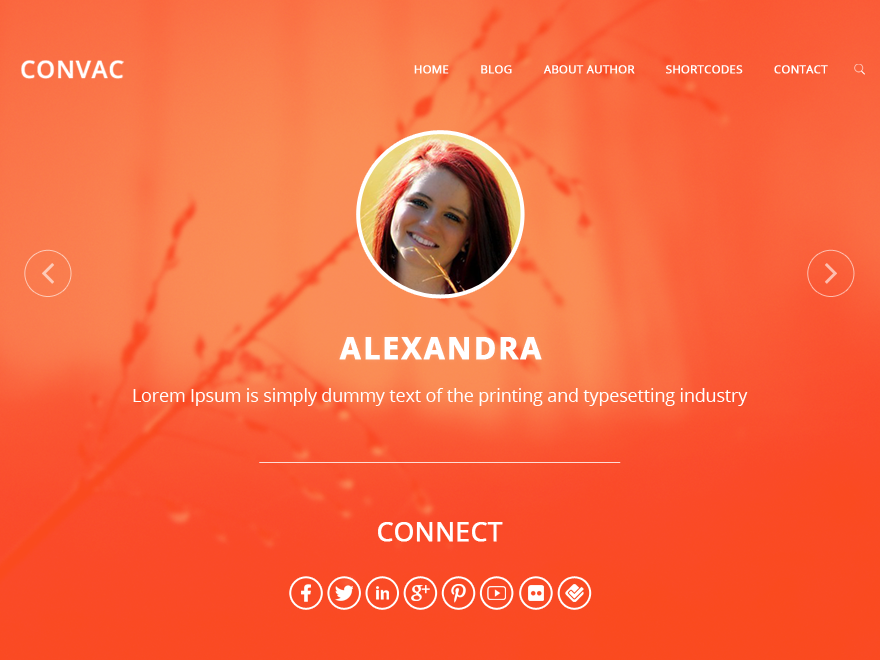 CONVAC
HOME BLOG ABOUT AUTHOR SHORTCODES CONTACT
ALEXANDRA
Lorem Ipsum is simply dummy text of the printing and typesetting industry
CONNECT